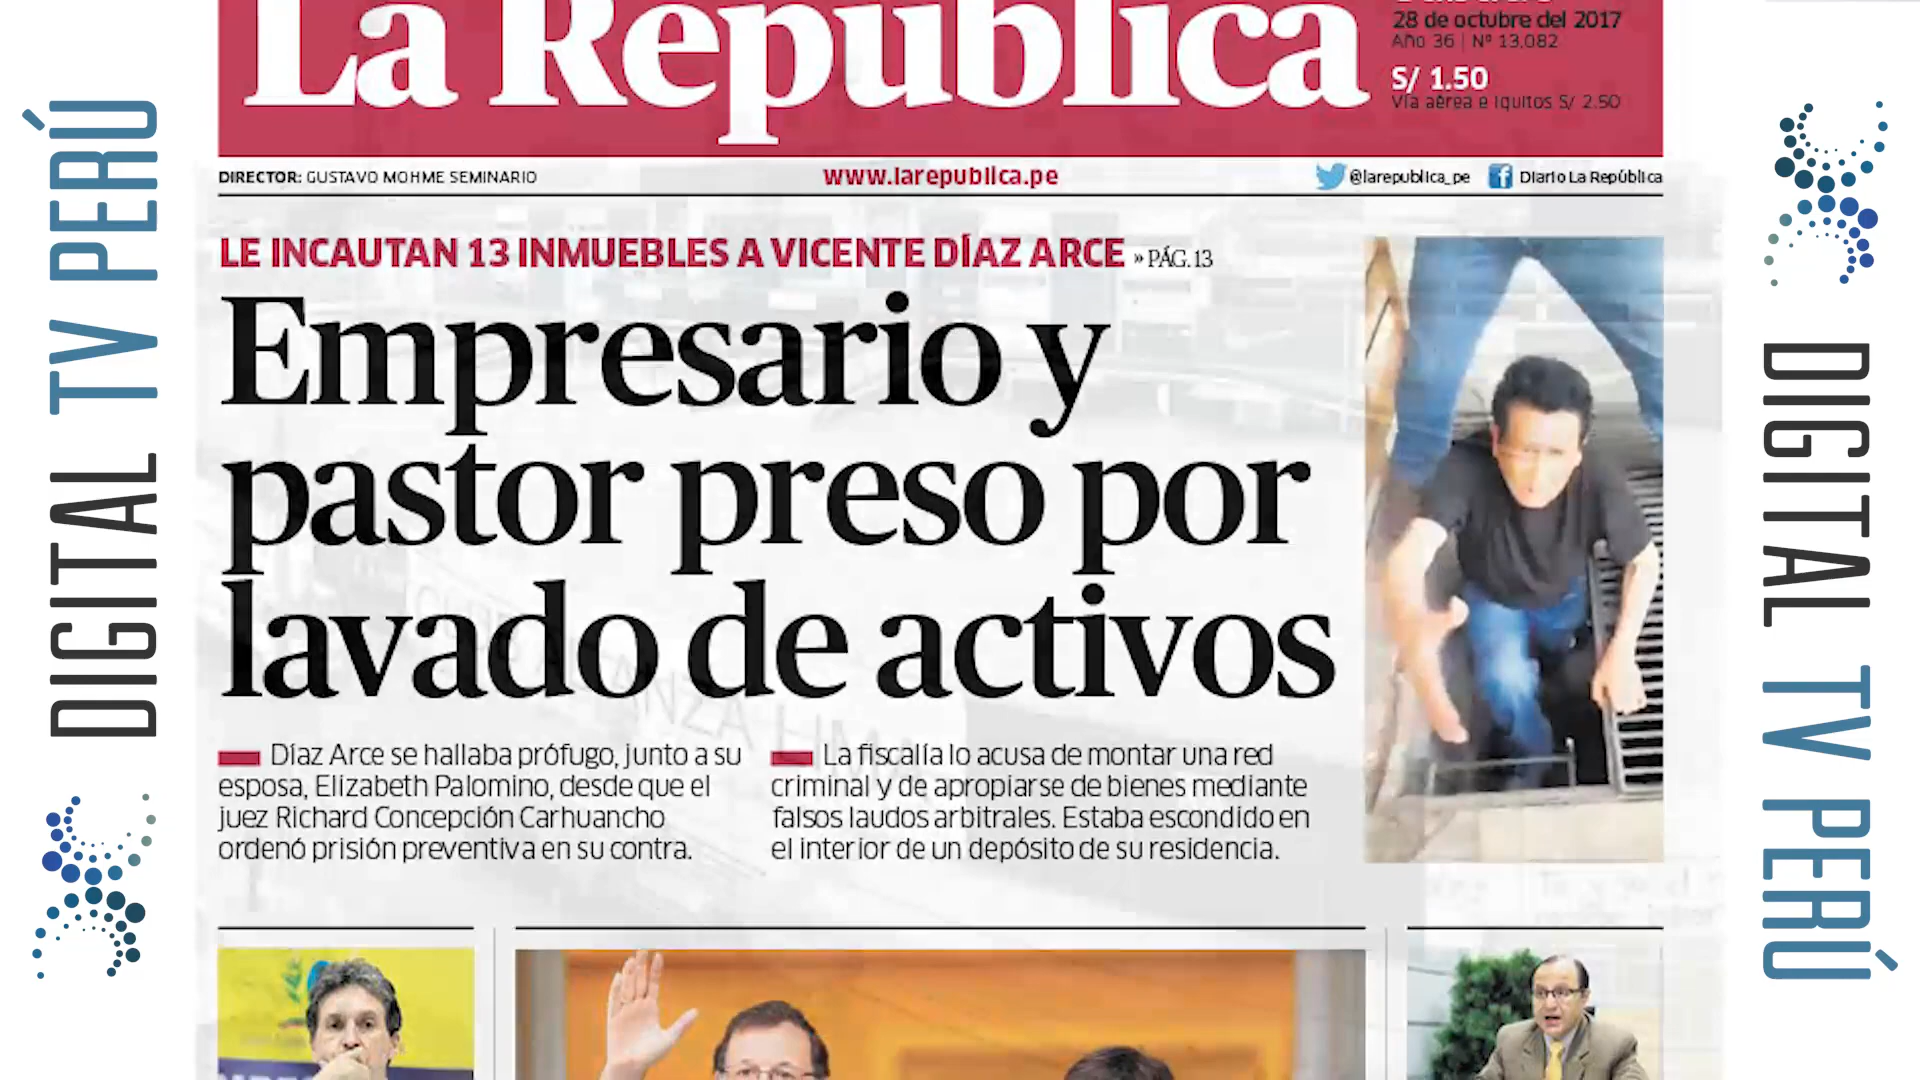 La República
28 de octubre del 2017
Año 36 | Nº 13,082
S/ 1.50
Vía aérea e Iquitos S/ 2.50
DIRECTOR: GUSTAVO MOHME SEMINARIO
www.larepublica.pe
@larepublica_pe
Diario La República
LE INCAUTAN 13 INMUEBLES A VICENTE DÍAZ ARCE » PÁG. 13
Empresario y
pastor preso por
lavado de activos
Díaz Arce se hallaba prófugo, junto a su
esposa, Elizabeth Palomino, desde que el
juez Richard Concepción Carhuancho
ordenó prisión preventiva en su contra.
La fiscalía lo acusa de montar una red
criminal y de apropiarse de bienes mediante
falsos laudos arbitrales. Estaba escondido en
el interior de un depósito de su residencia.
DIGITAL TV PERÚ
DIGITAL TV PERÚ